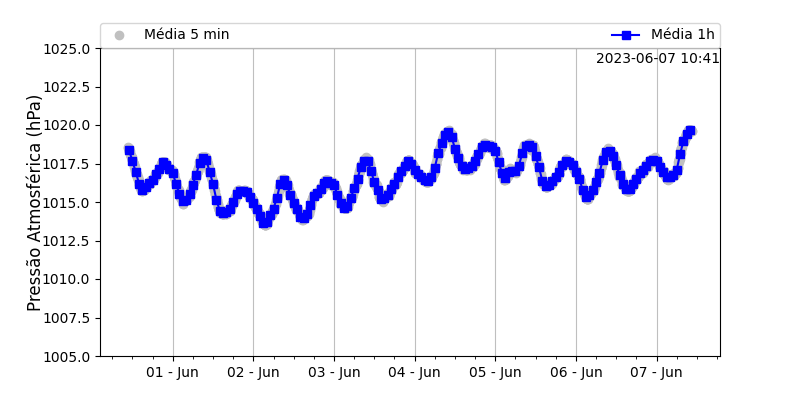 Média 5 min
Média 1h
2023-06-07 10:41
Pressão Atmosférica (hPa)
1025.0
1022.5
1020.0
1017.5
1015.0
1012.5
1010.0
1007.5
1005.0
01 - Jun
02 - Jun
03 - Jun
04 - Jun
05 - Jun
06 - Jun
07 - Jun